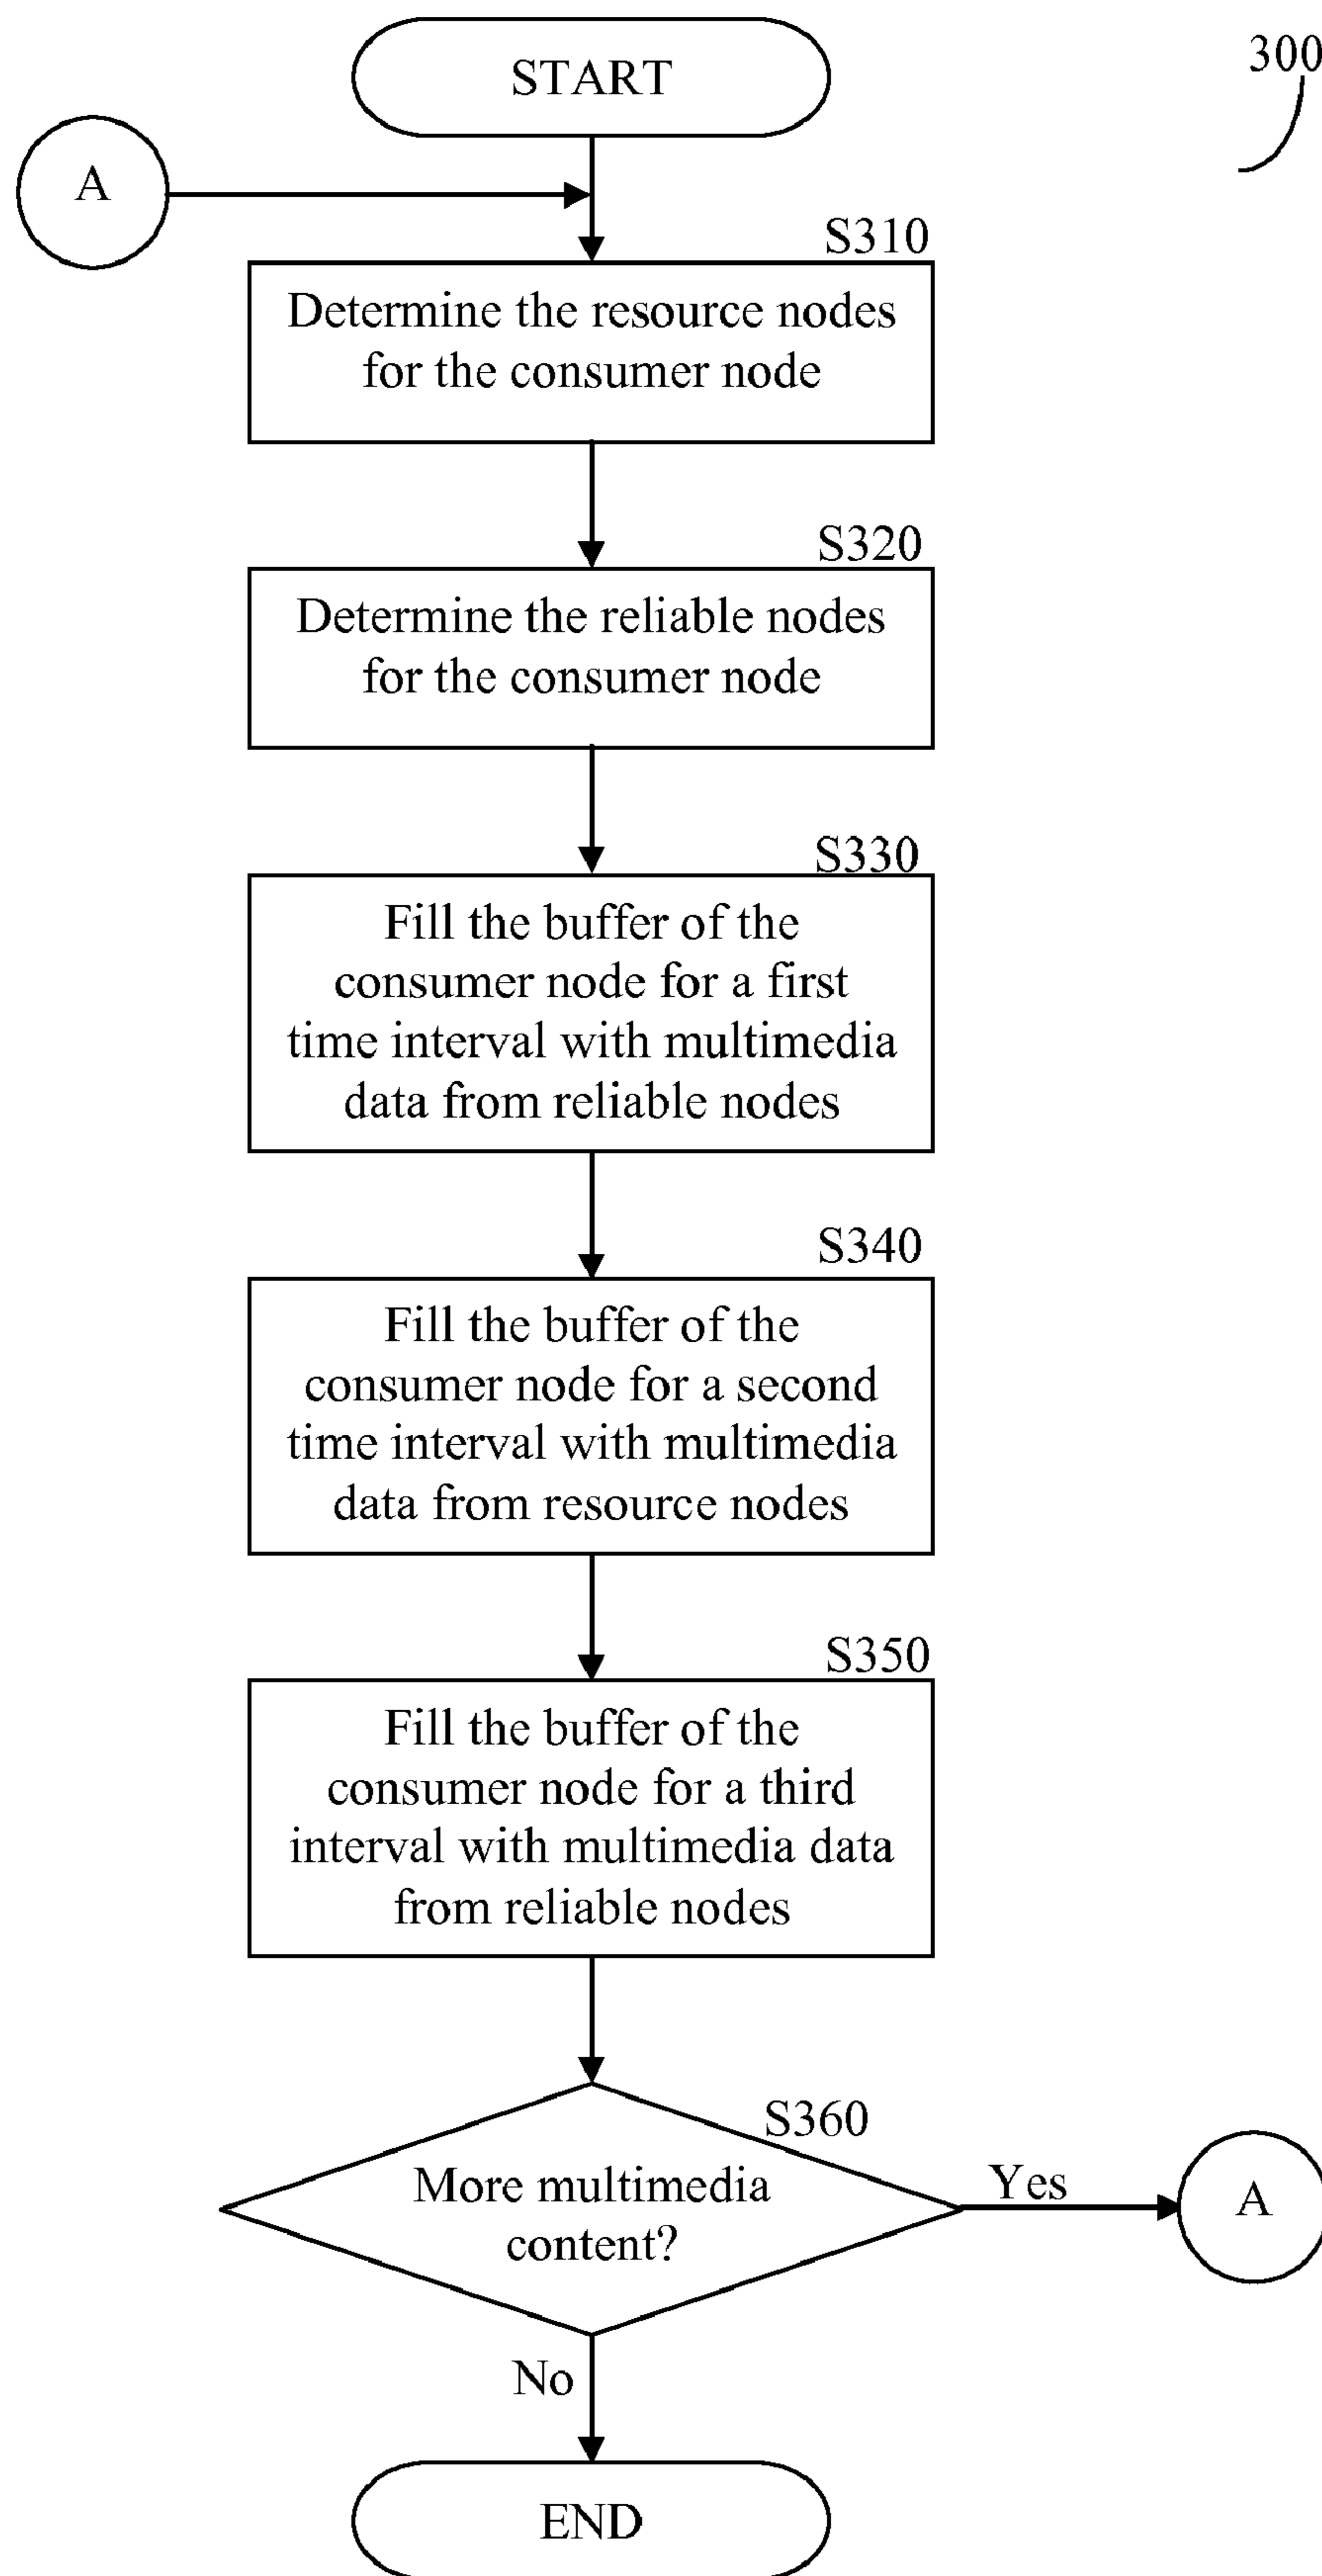 START
300
A
S310
Determine the resource nodes
for the consumer node
S320
Determine the reliable nodes
for the consumer node
S330
Fill the buffer of the
consumer node for a first
time interval with multimedia
data from reliable nodes
S340
Fill the buffer of the
consumer node for a second
time interval with multimedia
data from resource nodes
S350
Fill the buffer of the
consumer node for a third
interval with multimedia data
from reliable nodes
S360
More multimedia
content?
Yes
A
No
END